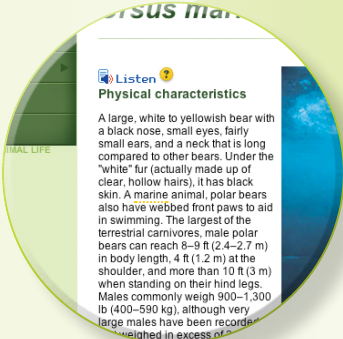 Listen ?
Physical characteristics
A large, white to yellowish bear with
a black nose, small eyes, fairly
small ears, and a neck that is long
compared to other bears. Under the
"white" fur (actually made up of
clear, hollow hairs), it has black
skin. A marine animal, polar bears
also have webbed front paws to aid
in swimming. The largest of the
terrestrial carnivores, male polar
bears can reach 8–9 ft (2.4–2.7 m)
in body length, 4 ft (1.2 m) at the
shoulder, and more than 10 ft (3 m)
when standing on their hind legs.
Males commonly weigh 900–1,300
lb (400–590 kg), although very
large males have been recorded
weighed in excess of
LIFE